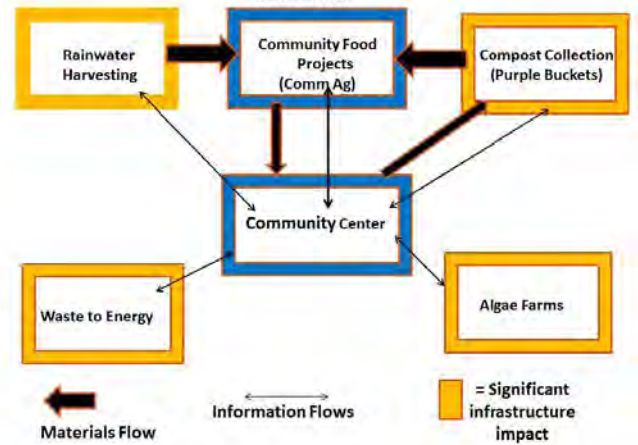 Rainwater
Harvesting
Community Food
Projects
(Comm Ag)
Compost Collection
(Purple Buckets)
Community Center
Waste to Energy
Algae Farms
Materials Flow
Information Flows
= Significant
infrastructure
impact